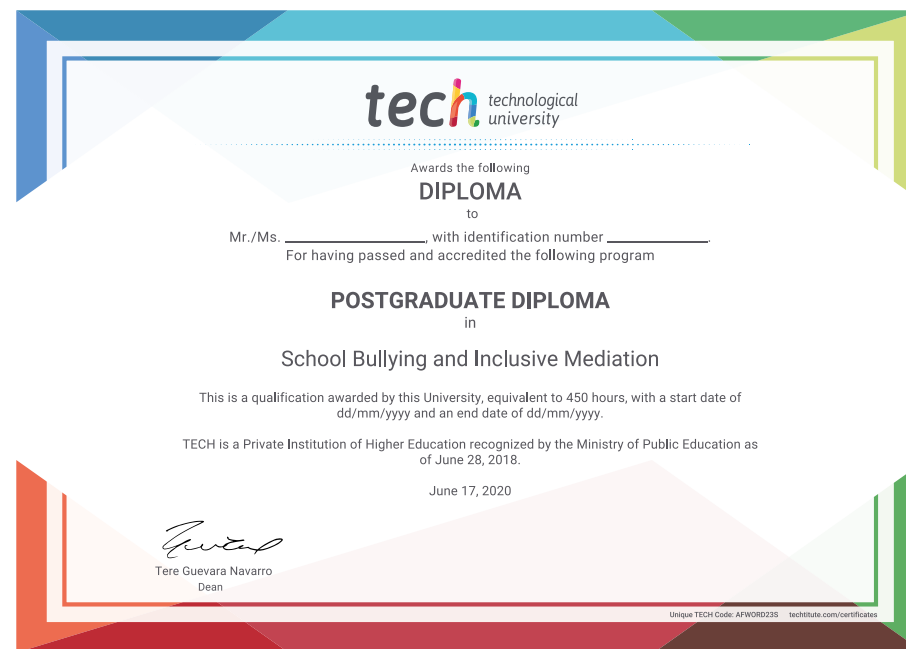 tech technological
university
Awards the following
DIPLOMA
to
Mr./Ms. ____________________, with identification number ______________.
For having passed and accredited the following program
POSTGRADUATE DIPLOMA
in
School Bullying and Inclusive Mediation
This is a qualification awarded by this University, equivalent to 450 hours, with a start date of
dd/mm/yyyy and an end date of dd/mm/yyyy.
TECH is a Private Institution of Higher Education recognized by the Ministry of Public Education as
of June 28, 2018.
June 17, 2020
Tere Guevara Navarro
Dean
Unique TECH Code: AFWORD23S techtitute.com/certificates